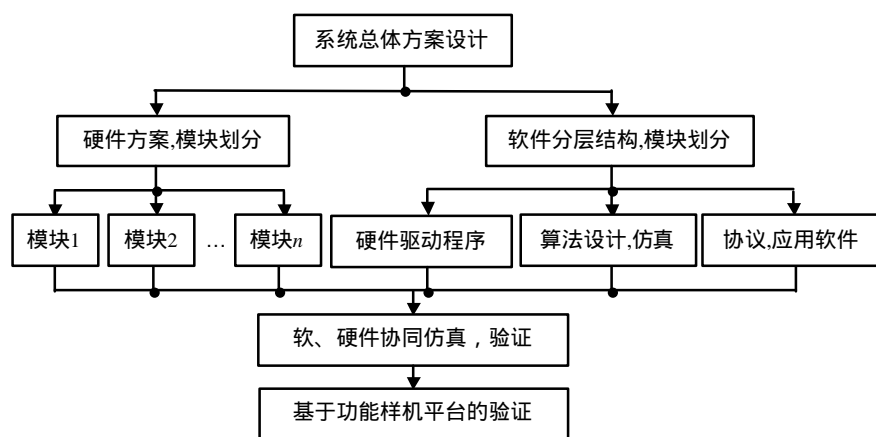 系统总体方案设计
硬件方案,模块划分
软件分层结构,模块划分
模块1
模块2
…
模块n
硬件驱动程序
算法设计,仿真
协议,应用软件
软、硬件协同仿真，验证
基于功能样机平台的验证